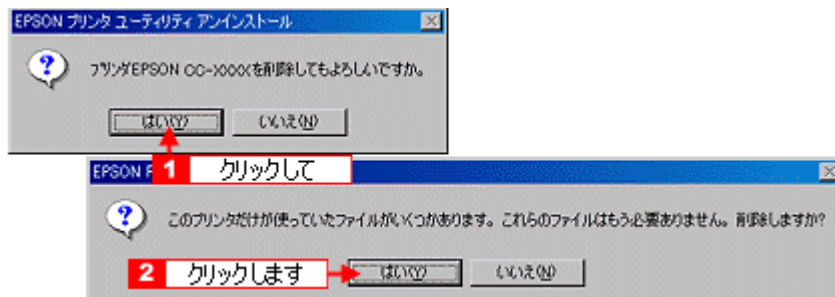 EPSON プリンタ ユーティリティ アンインストール
プリンタEPSON CC-XXXXを削除してもよろしいですか。
はい(Y) いいえ(N)
1 クリックして
EPSON P
このプリンタだけが使っていたファイルがいくつかあります。これらのファイルはもう必要ありません。削除しますか?
2 クリックします
はい(Y) いいえ(N)